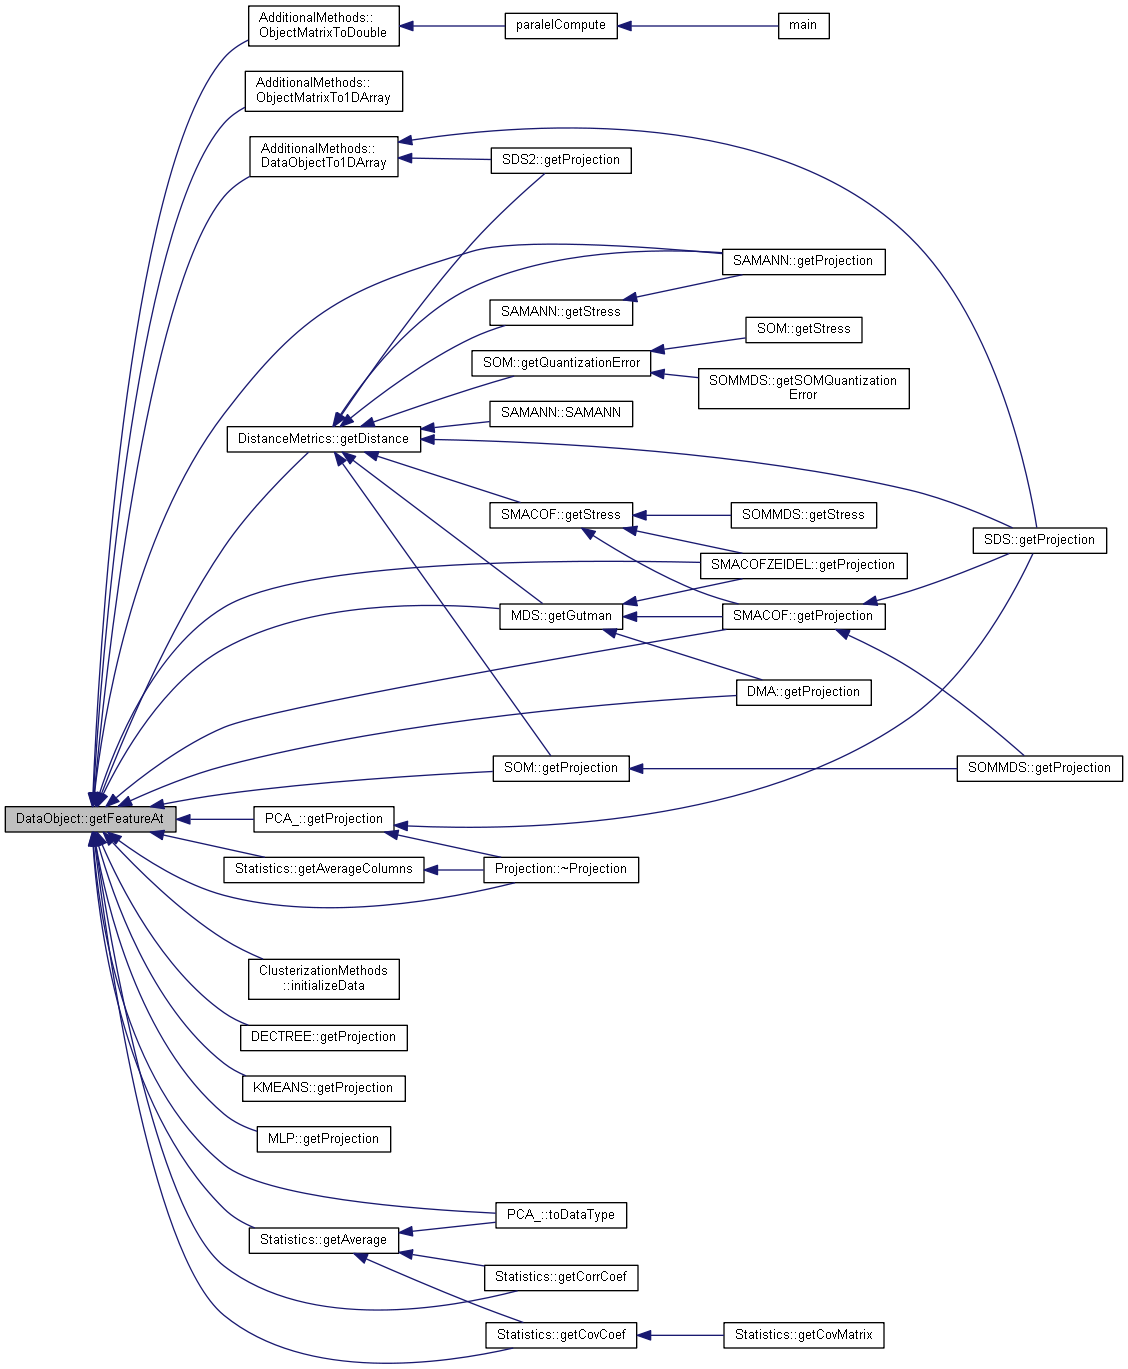 AdditionalMethods::
ObjectMatrixToDouble
paralelCompute
main
AdditionalMethods::
ObjectMatrixTo1DArray
AdditionalMethods::
DataObjectTo1DArray
SDS2::getProjection
SAMANN::getProjection
SAMANN::getStress
SOM::getStress
SOM::getQuantizationError
SOMMDS::getSOMQuantization
Error
SAMANN::SAMANN
DistanceMetrics::getDistance
SMACOF::getStress
SOMMDS::getStress
SDS::getProjection
SMACOFZEIDEL::getProjection
MDS::getGutman
SMACOF::getProjection
DMA::getProjection
SOM::getProjection
SOMMDS::getProjection
DataObject::getFeatureAt
PCA_::getProjection
Statistics::getAverageColumns
Projection::~Projection
ClusterizationMethods
::initializeData
DECTREE::getProjection
KMEANS::getProjection
MLP::getProjection
PCA_::toDataType
Statistics::getAverage
Statistics::getCorrCoef
Statistics::getCovCoef
Statistics::getCovMatrix